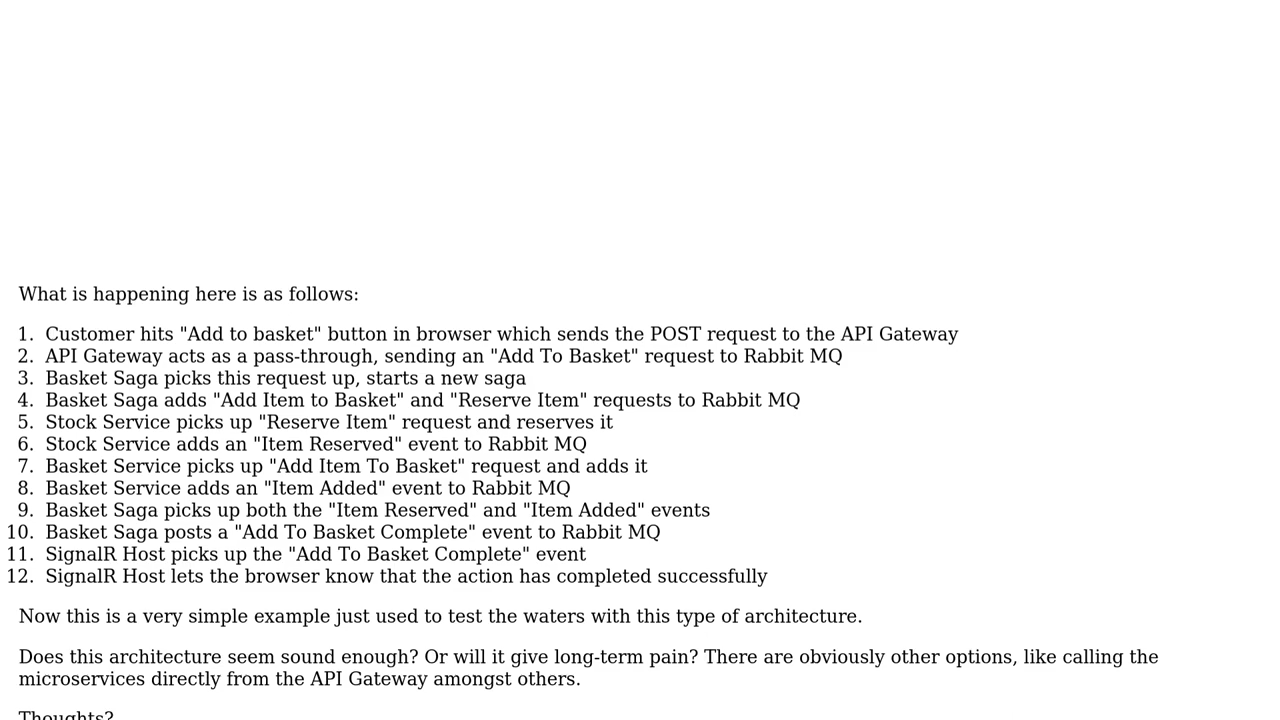 What is happening here is as follows:
1. Customer hits "Add to basket" button in browser which sends the POST request to the API Gateway
2. API Gateway acts as a pass-through, sending an "Add To Basket" request to Rabbit MQ
3. Basket Saga picks this request up, starts a new saga
4. Basket Saga adds "Add Item to Basket" and "Reserve Item" requests to Rabbit MQ
5. Stock Service picks up "Reserve Item" request and reserves it
6. Stock Service adds an "Item Reserved" event to Rabbit MQ
7. Basket Service picks up "Add Item To Basket" request and adds it
8. Basket Service adds an "Item Added" event to Rabbit MQ
9. Basket Saga picks up both the "Item Reserved" and "Item Added" events
10. Basket Saga posts a "Add To Basket Complete" event to Rabbit MQ
11. SignalR Host picks up the "Add To Basket Complete" event
12. SignalR Host lets the browser know that the action has completed successfully
Now this is a very simple example just used to test the waters with this type of architecture.
Does this architecture seem sound enough? Or will it give long-term pain? There are obviously other options, like calling the
microservices directly from the API Gateway amongst others.
Thoughts?